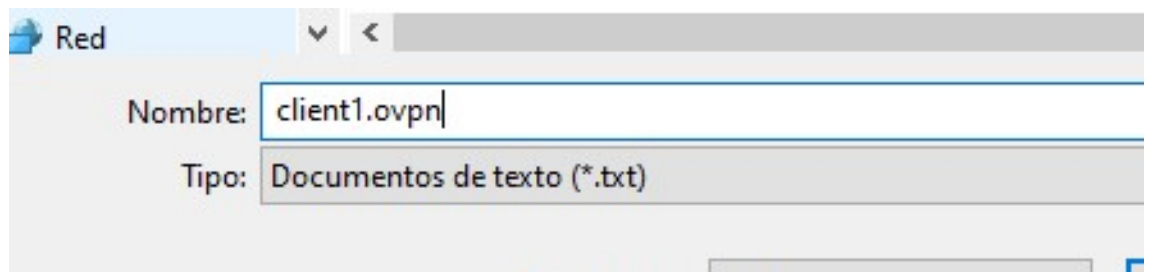 Red
Nombre: client1.ovpn
Tipo: Documentos de texto (*.txt)